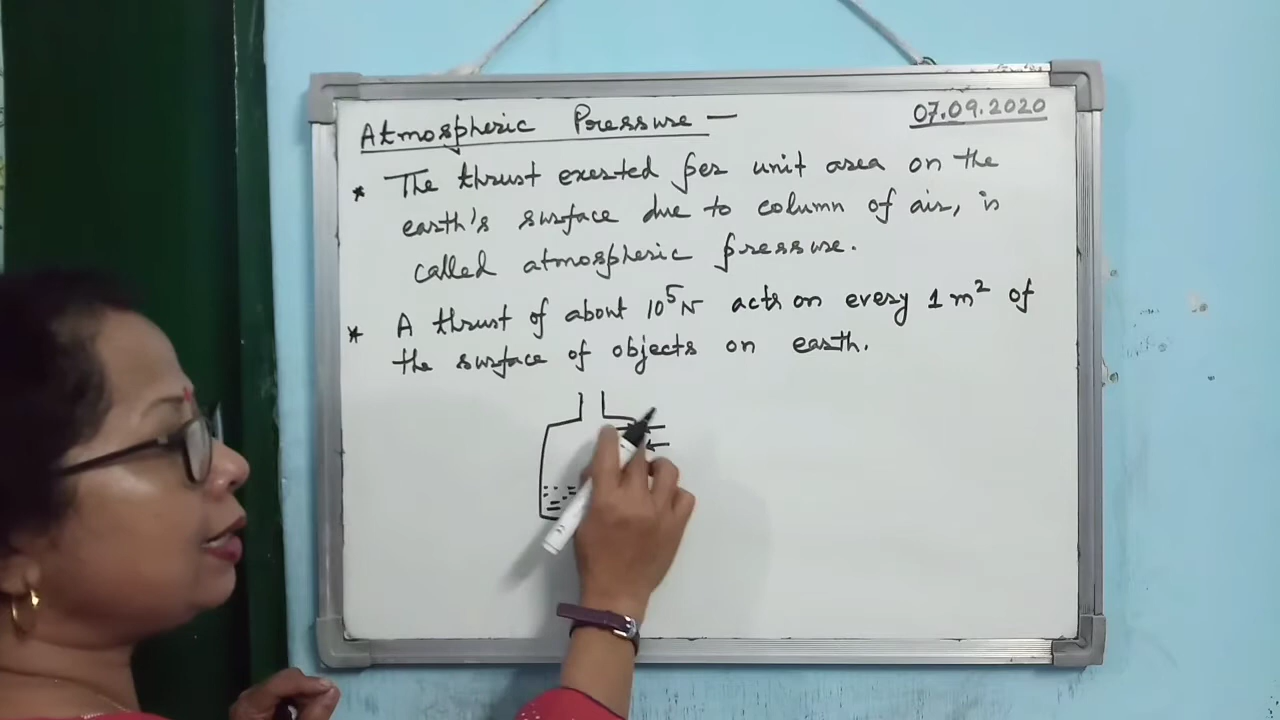 Atmospheric Pressure —
07.09.2020
* The thrust exerted per unit area on the
earth's surface due to column of air, is
called atmospheric pressure.
* A thrust of about 10⁵N acts on every 1 m² of
the surface of objects on earth.